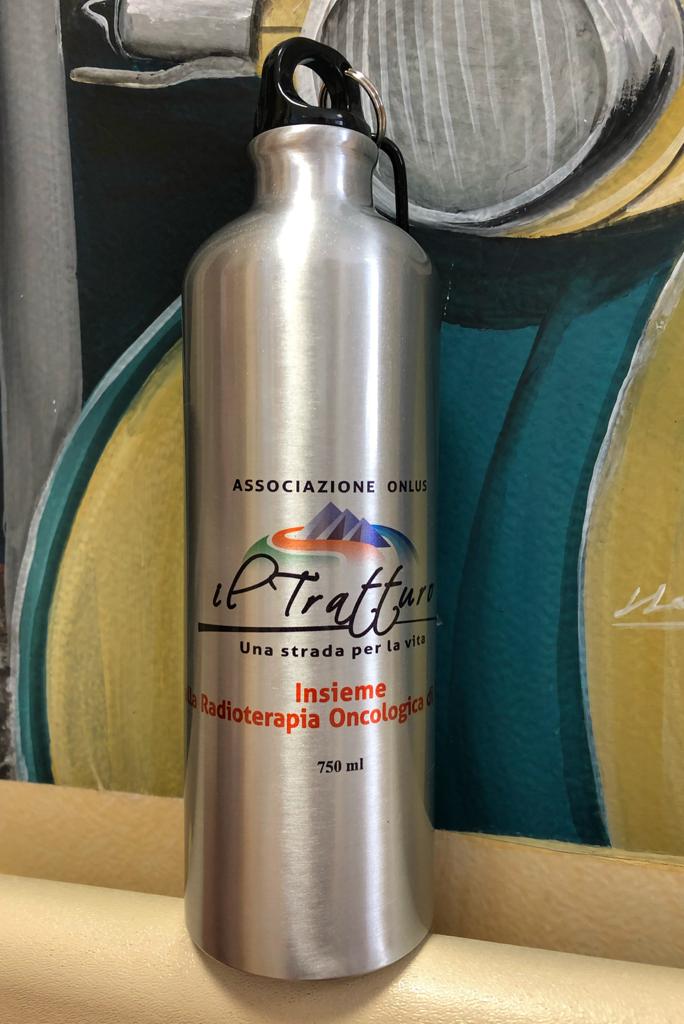 ASSOCIAZIONE ONLUS
il Tratturo
Una strada per la vita
Insieme
Radioterapia Oncologica
750 ml